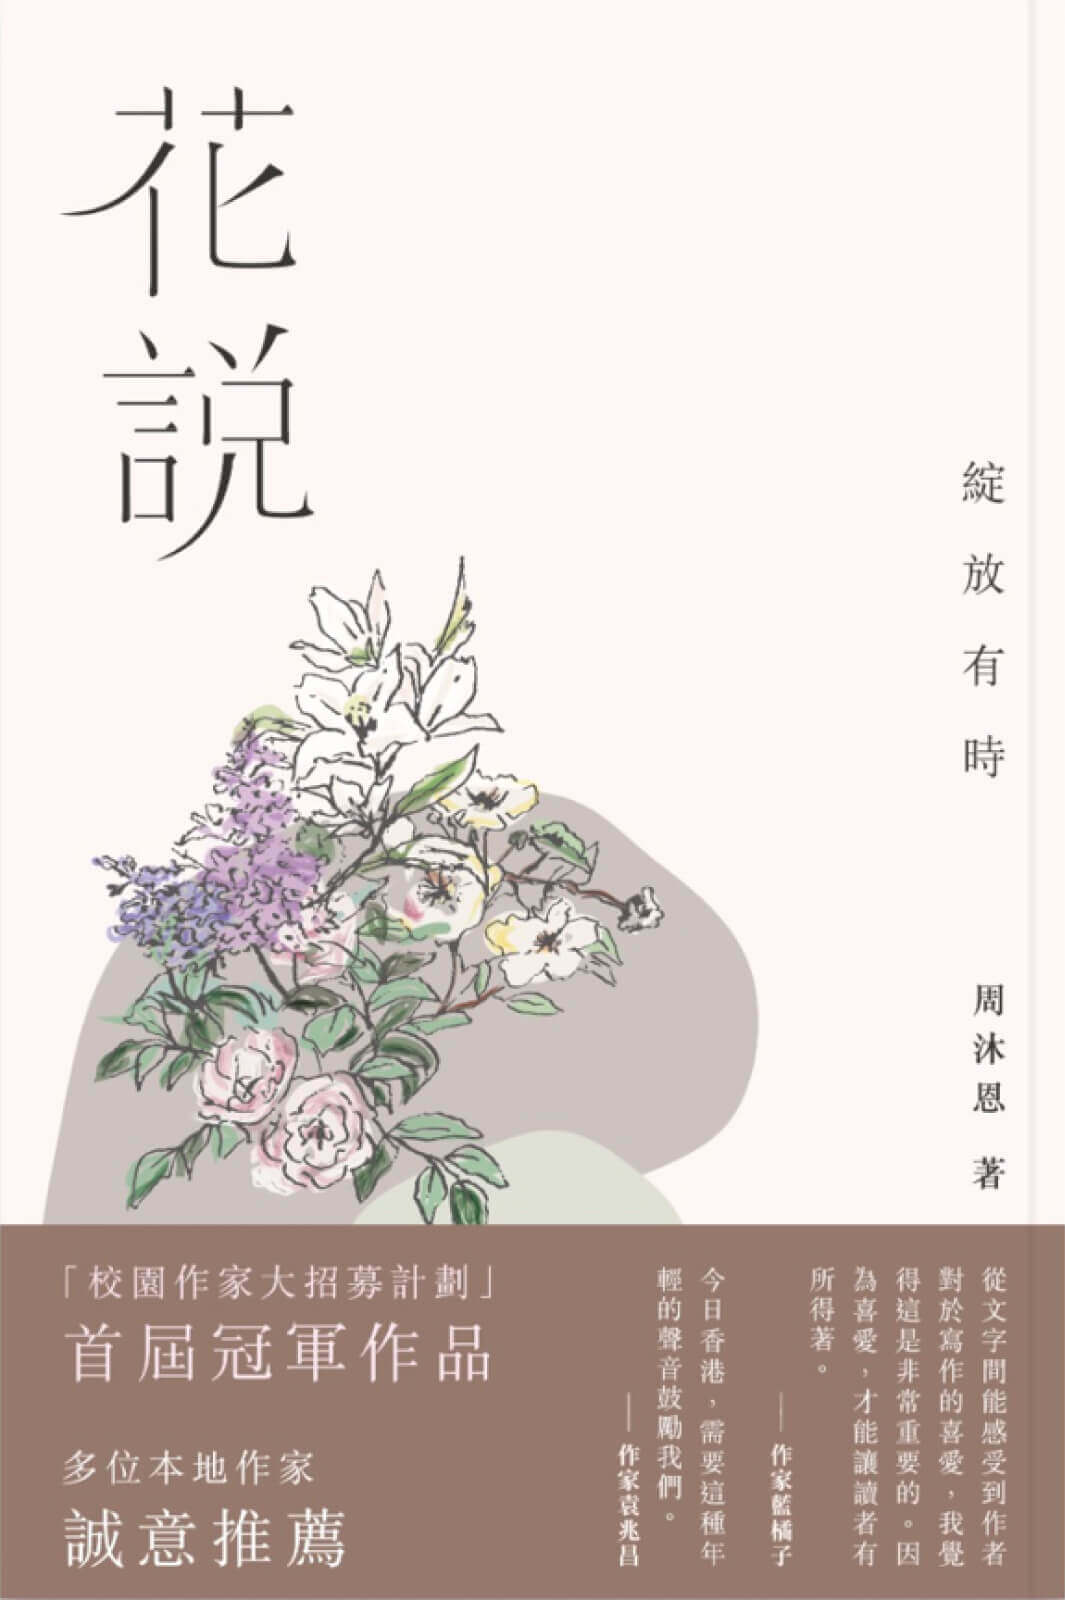 花説
綻放有時
周沐恩 著
「校園作家大招募計劃」
首屆冠軍作品
多位本地作家
誠意推薦
從文字間能感受到作者
對於寫作的喜愛，我覺
得這是非常重要的。因
為喜愛，才能讓讀者有
所得著。
——作家藍橘子
今日香港，需要這種年
輕的聲音鼓勵我們。
——作家袁兆昌